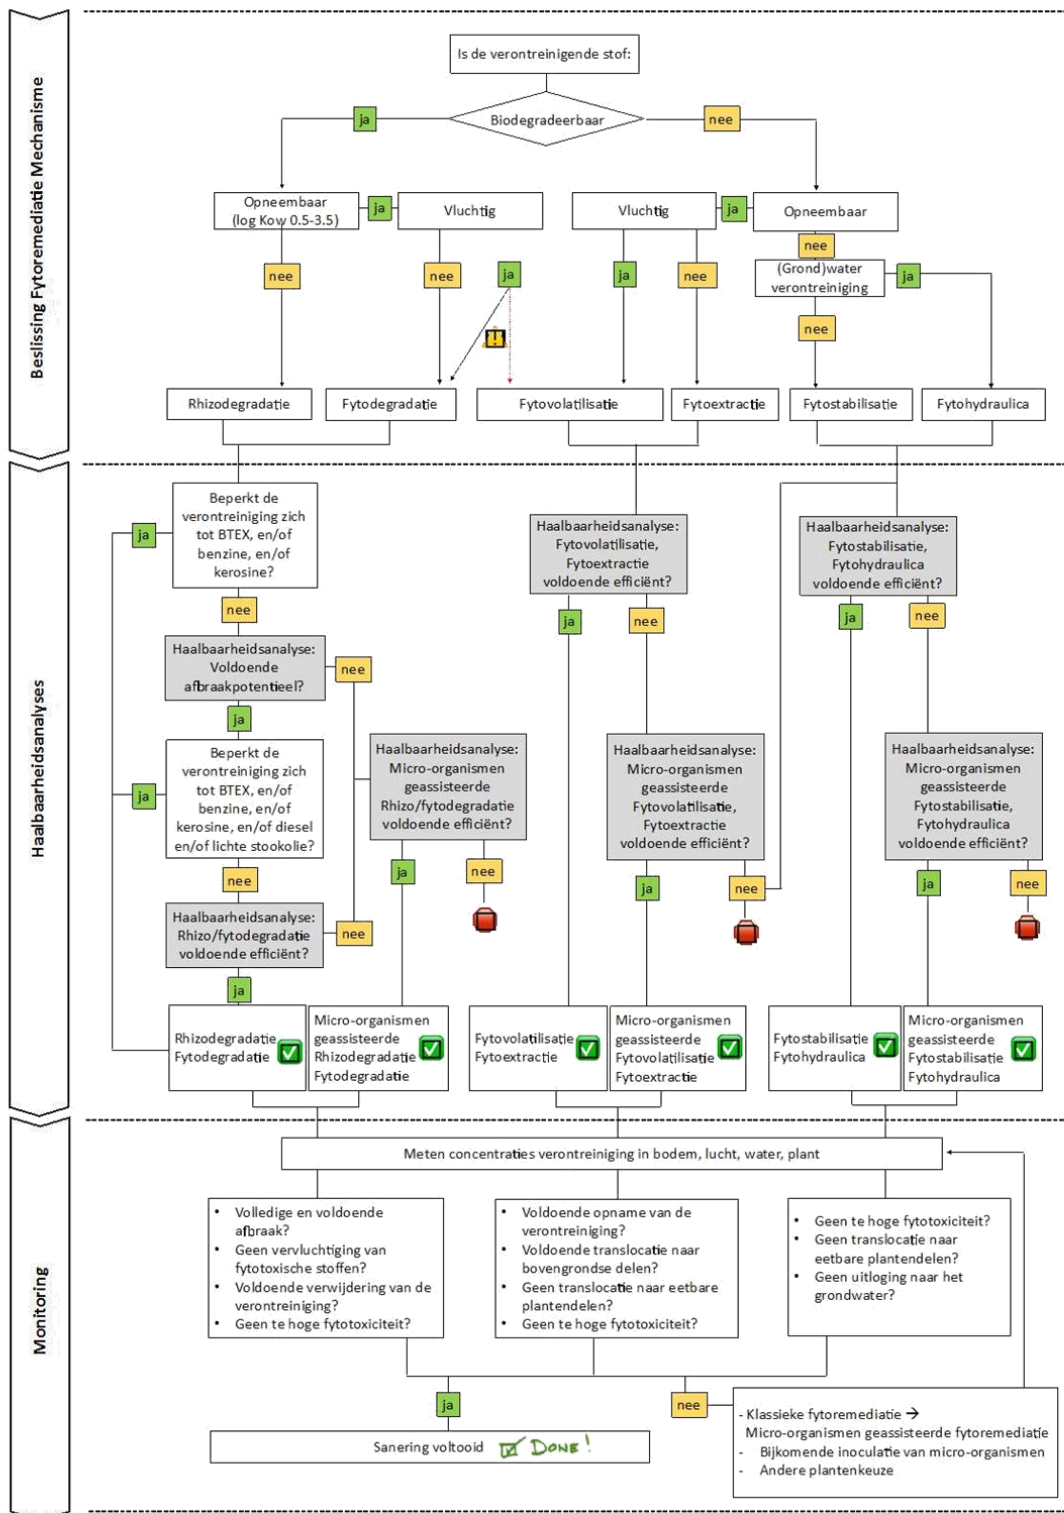 Beslissing Fytoremediatie Mechanisme
Is de verontreinigende stof:
Biodegradeerbaar
ja
nee
Opneembaar
(log Kow 0.5-3.5)
ja
Vluchtig
Vluchtig
ja
Opneembaar
nee
nee
ja
ja
nee
nee
(Grond)water
verontreiniging
ja
nee
Rhizodegradatie
Fytodegradatie
Fytovolatilisatie
Fytoextractie
Fytostabilisatie
Fytohydraulica
Haalbaarheidsanalyses
Beperkt de
verontreiniging zich
tot BTEX, en/of
benzine, en/of
kerosine?
ja
nee
Haalbaarheidsanalyse:
Voldoende
afbraakpotentieel?
nee
ja
Beperkt de
verontreiniging zich
tot BTEX, en/of
benzine, en/of
kerosine, en/of diesel
en/of lichte stookolie?
ja
nee
Haalbaarheidsanalyse:
Rhizo/fytodegradatie
voldoende efficiënt?
nee
ja
Haalbaarheidsanalyse:
Micro-organismen
geassisteerde
Rhizo/fytodegradatie
voldoende efficiënt?
ja
nee
Haalbaarheidsanalyse:
Fytovolatilisatie,
Fytoextractie
voldoende efficiënt?
ja
nee
Haalbaarheidsanalyse:
Micro-organismen
geassisteerde
Fytovolatilisatie,
Fytoextractie
voldoende efficiënt?
ja
nee
Haalbaarheidsanalyse:
Fytostabilisatie,
Fytohydraulica
voldoende efficiënt?
ja
nee
Haalbaarheidsanalyse:
Micro-organismen
geassisteerde
Fytostabilisatie,
Fytohydraulica
voldoende efficiënt?
ja
nee
Rhizodegradatie
Fytodegradatie
Micro-organismen
geassisteerde
Rhizodegradatie
Fytodegradatie
Fytovolatilisatie
Fytoextractie
Micro-organismen
geassisteerde
Fytovolatilisatie
Fytoextractie
Fytostabilisatie
Fytohydraulica
Micro-organismen
geassisteerde
Fytostabilisatie
Fytohydraulica
Monitoring
Meten concentraties verontreiniging in bodem, lucht, water, plant
• Volledige en voldoende
afbraak?
• Geen vervluchtiging van
fytotoxische stoffen?
• Voldoende verwijdering van de
verontreiniging?
• Geen te hoge fytotoxiciteit?
• Voldoende opname van de
verontreiniging?
• Voldoende translocatie naar
bovengrondse delen?
• Geen translocatie naar eetbare
plantendelen?
• Geen te hoge fytotoxiciteit?
• Geen te hoge fytotoxiciteit?
• Geen translocatie naar
eetbare plantendelen?
• Geen uitloging naar het
grondwater?
ja
nee
Sanering voltooid DONE!
- Klassieke fytoremediatie →
Micro-organismen geassisteerde fytoremediatie
- Bijkomende inoculatie van micro-organismen
- Andere plantenkeuze